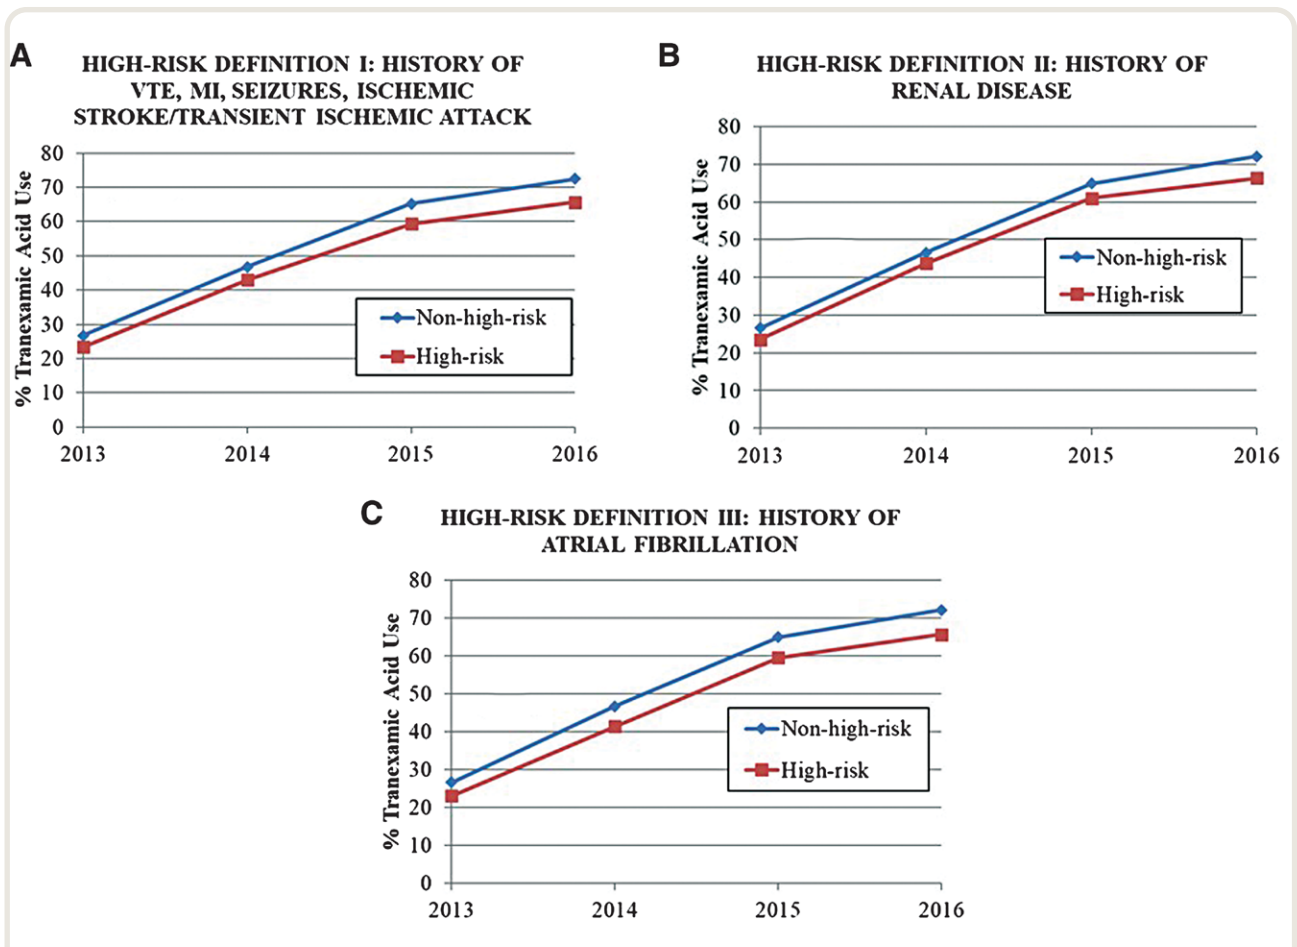 A
HIGH-RISK DEFINITION I: HISTORY OF
VTE, MI, SEIZURES, ISCHEMIC
STROKE/TRANSIENT ISCHEMIC ATTACK
% Tranexamic Acid Use
80
70
60
50
40
30
20
10
0
Non-high-risk
High-risk
2013 2014 2015 2016
B
HIGH-RISK DEFINITION II: HISTORY OF
RENAL DISEASE
% Tranexamic Acid Use
80
70
60
50
40
30
20
10
0
Non-high-risk
High-risk
2013 2014 2015 2016
C
HIGH-RISK DEFINITION III: HISTORY OF
ATRIAL FIBRILLATION
% Tranexamic Acid Use
80
70
60
50
40
30
20
10
0
Non-high-risk
High-risk
2013 2014 2015 2016